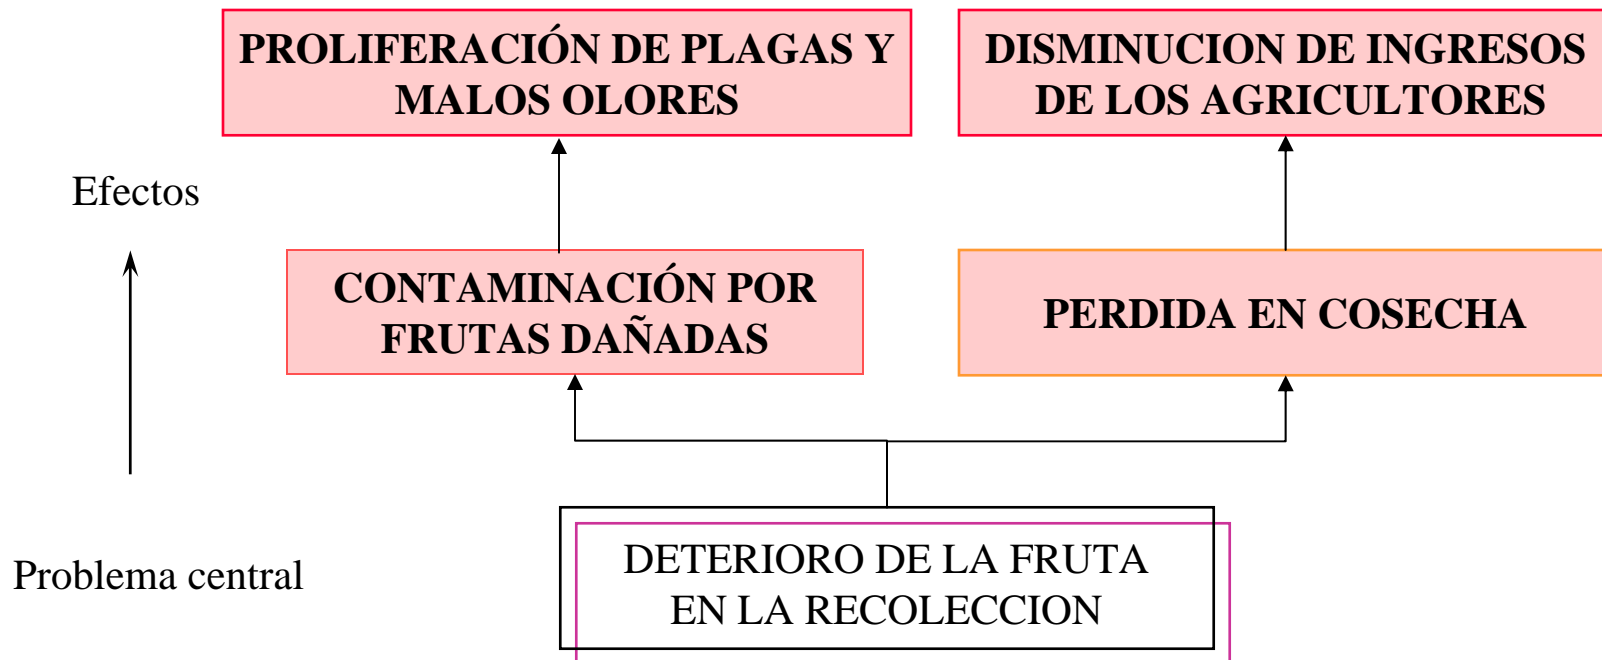 PROLIFERACIÓN DE PLAGAS Y
MALOS OLORES
DISMINUCION DE INGRESOS
DE LOS AGRICULTORES
Efectos
CONTAMINACIÓN POR
FRUTAS DAÑADAS
PERDIDA EN COSECHA
Problema central
DETERIORO DE LA FRUTA
EN LA RECOLECCION